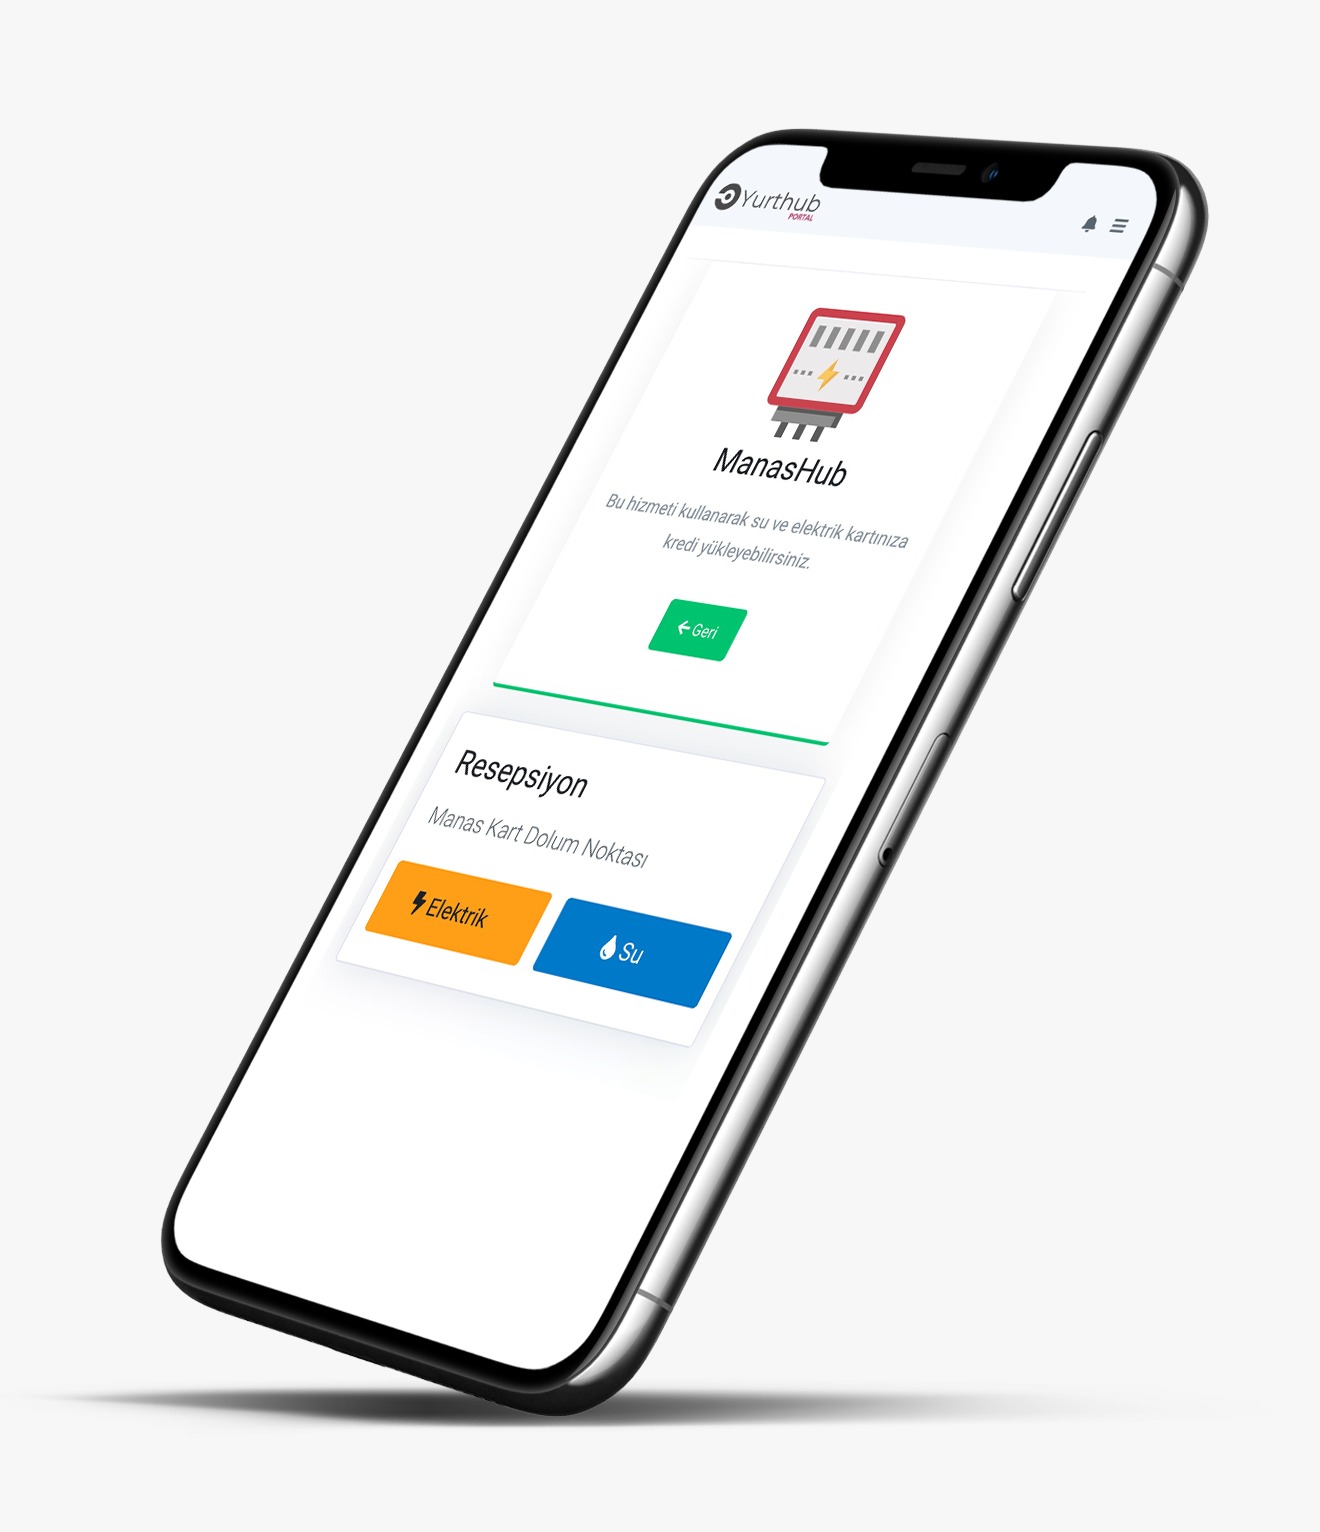 Yurthub
PORTAL
ManasHub
Bu hizmeti kullanarak su ve elektrik kartınıza
kredi yükleyebilirsiniz.
Geri
Resepsiyon
Manas Kart Dolum Noktası
Elektrik
Su